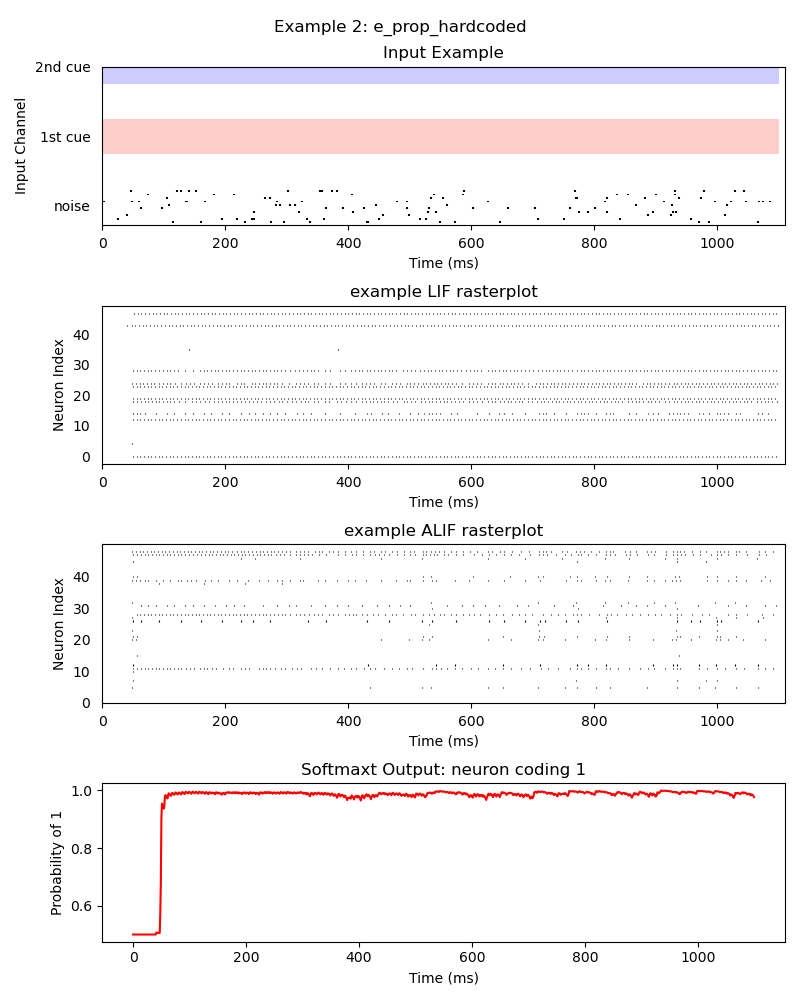 Example 2: e_prop_hardcoded
Input Example
Input Channel
2nd cue
1st cue
noise
0 200 400 600 800 1000
Time (ms)
example LIF rasterplot
Neuron Index
40
30
20
10
0
0 200 400 600 800 1000
Time (ms)
example ALIF rasterplot
Neuron Index
40
30
20
10
0
0 200 400 600 800 1000
Time (ms)
Softmaxt Output: neuron coding 1
Probability of 1
1.0
0.8
0.6
0 200 400 600 800 1000
Time (ms)